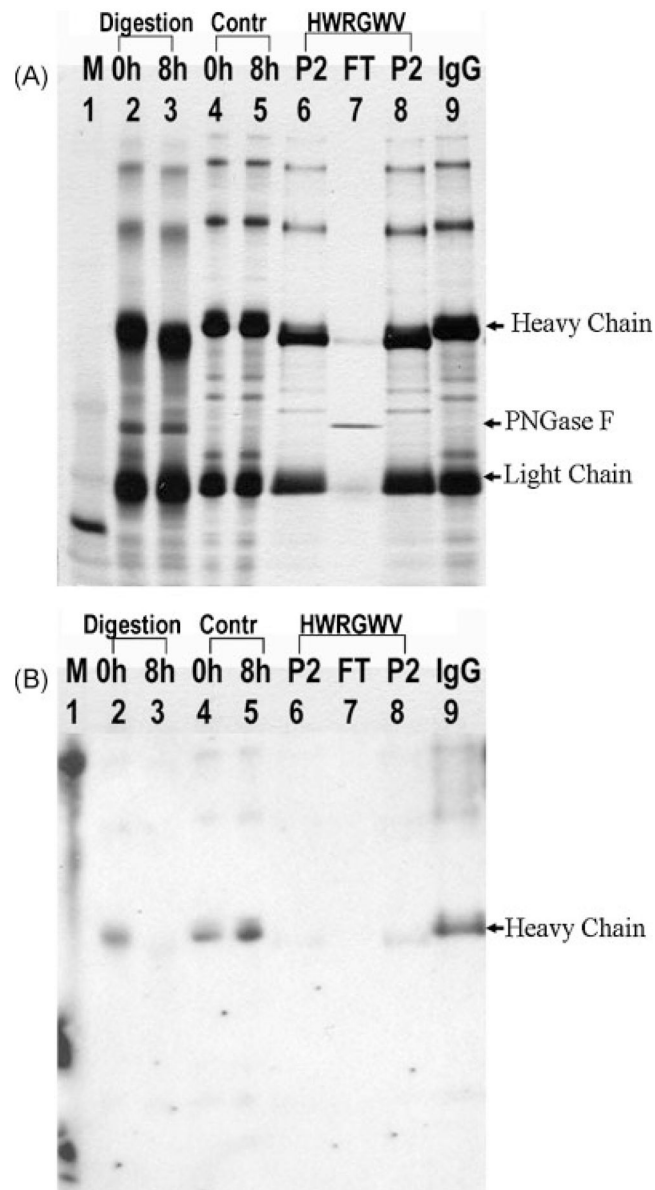 Digestion Contr HWRGWV
(A) M 0h 8h 0h 8h P2 FT P2 IgG
1 2 3 4 5 6 7 8 9
Heavy Chain
PNGase F
Light Chain
Digestion Contr HWRGWV
(B) M 0h 8h 0h 8h P2 FT P2 IgG
1 2 3 4 5 6 7 8 9
Heavy Chain